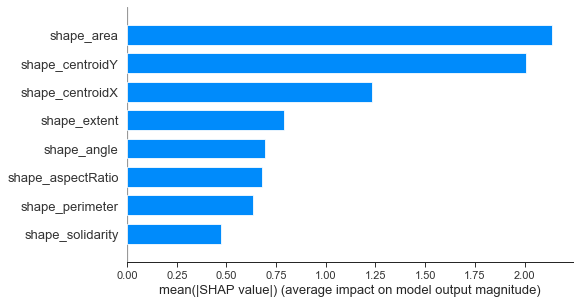 shape_area
shape_centroidY
shape_centroidX
shape_extent
shape_angle
shape_aspectRatio
shape_perimeter
shape_solidarity
0.00 0.25 0.50 0.75 1.00 1.25 1.50 1.75 2.00
mean(|SHAP value|) (average impact on model output magnitude)